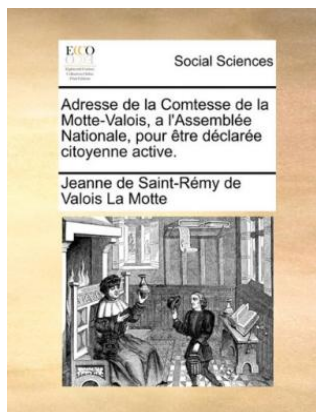 ECCO
Social Sciences
Adresse de la Comtesse de la
Motte-Valois, a l'Assemblée
Nationale, pour être déclarée
citoyenne active.
Jeanne de Saint-Rémy de
Valois La Motte